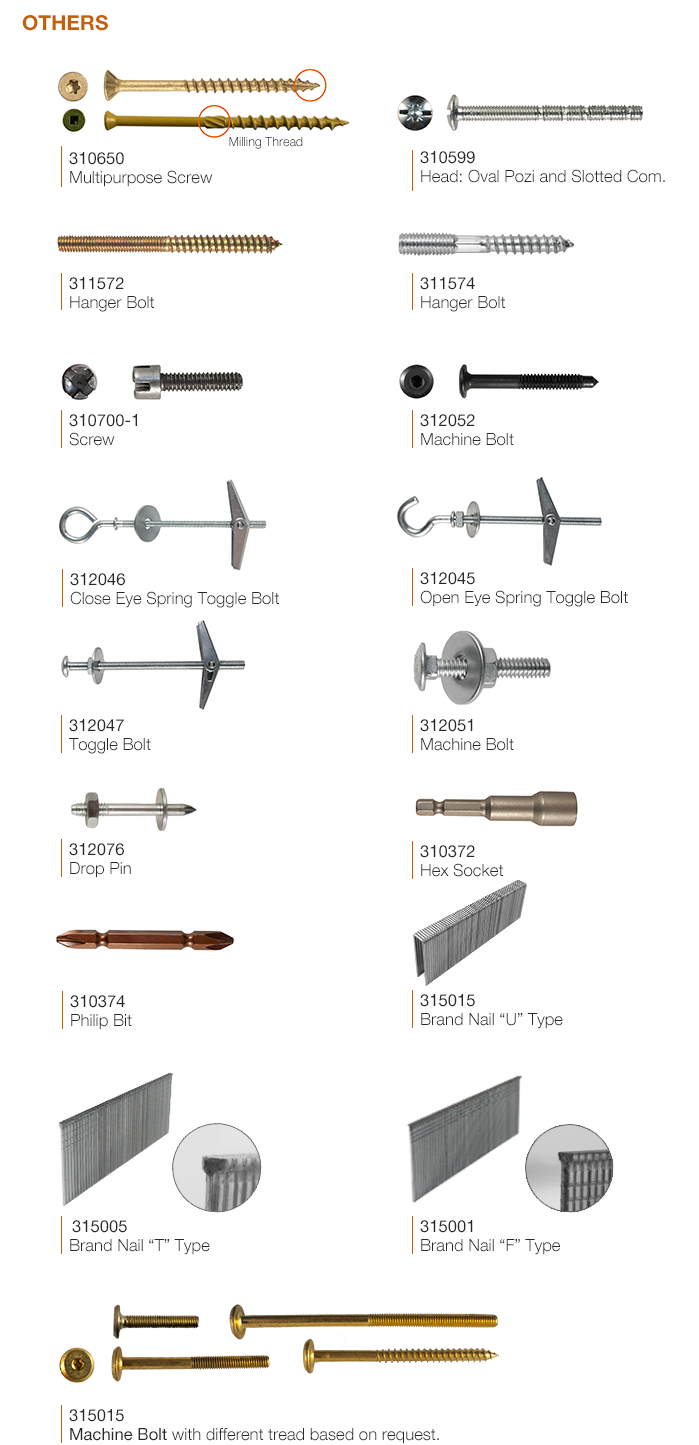 OTHERS
Milling Thread
310650
Multipurpose Screw
310599
Head: Oval Pozi and Slotted Com.
311572
Hanger Bolt
311574
Hanger Bolt
310700-1
Screw
312052
Machine Bolt
312046
Close Eye Spring Toggle Bolt
312045
Open Eye Spring Toggle Bolt
312047
Toggle Bolt
312051
Machine Bolt
312076
Drop Pin
310372
Hex Socket
310374
Philip Bit
315015
Brand Nail “U” Type
315005
Brand Nail “T” Type
315001
Brand Nail “F” Type
315015
Machine Bolt with different tread based on request.